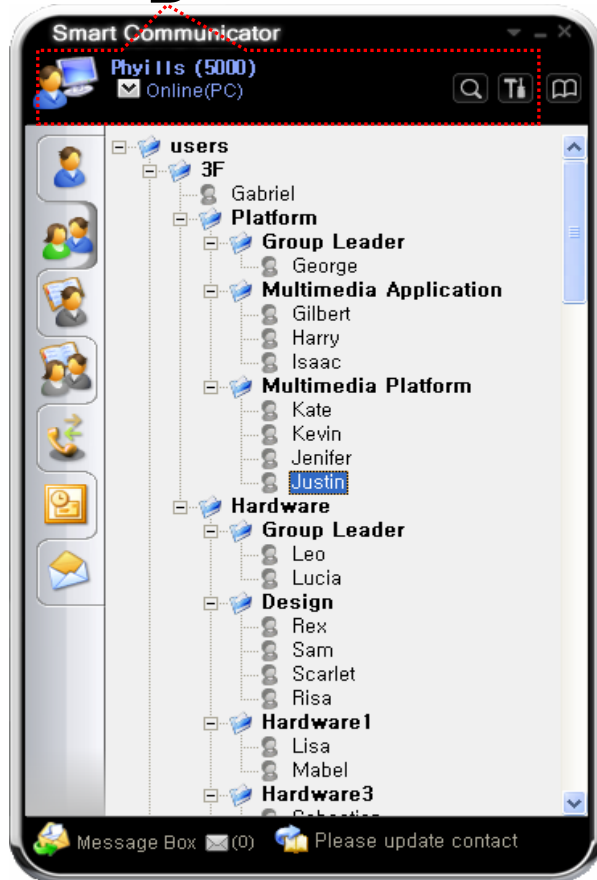 Smart Communicator
Phyills (5000)
Online(PC)
users
3F
Gabriel
Platform
Group Leader
George
Multimedia Application
Gilbert
Harry
Isaac
Multimedia Platform
Kate
Kevin
Jenifer
Justin
Hardware
Group Leader
Leo
Lucia
Design
Rex
Sam
Scarlet
Risa
Hardware1
Lisa
Mabel
Hardware3
Message Box (0) Please update contact